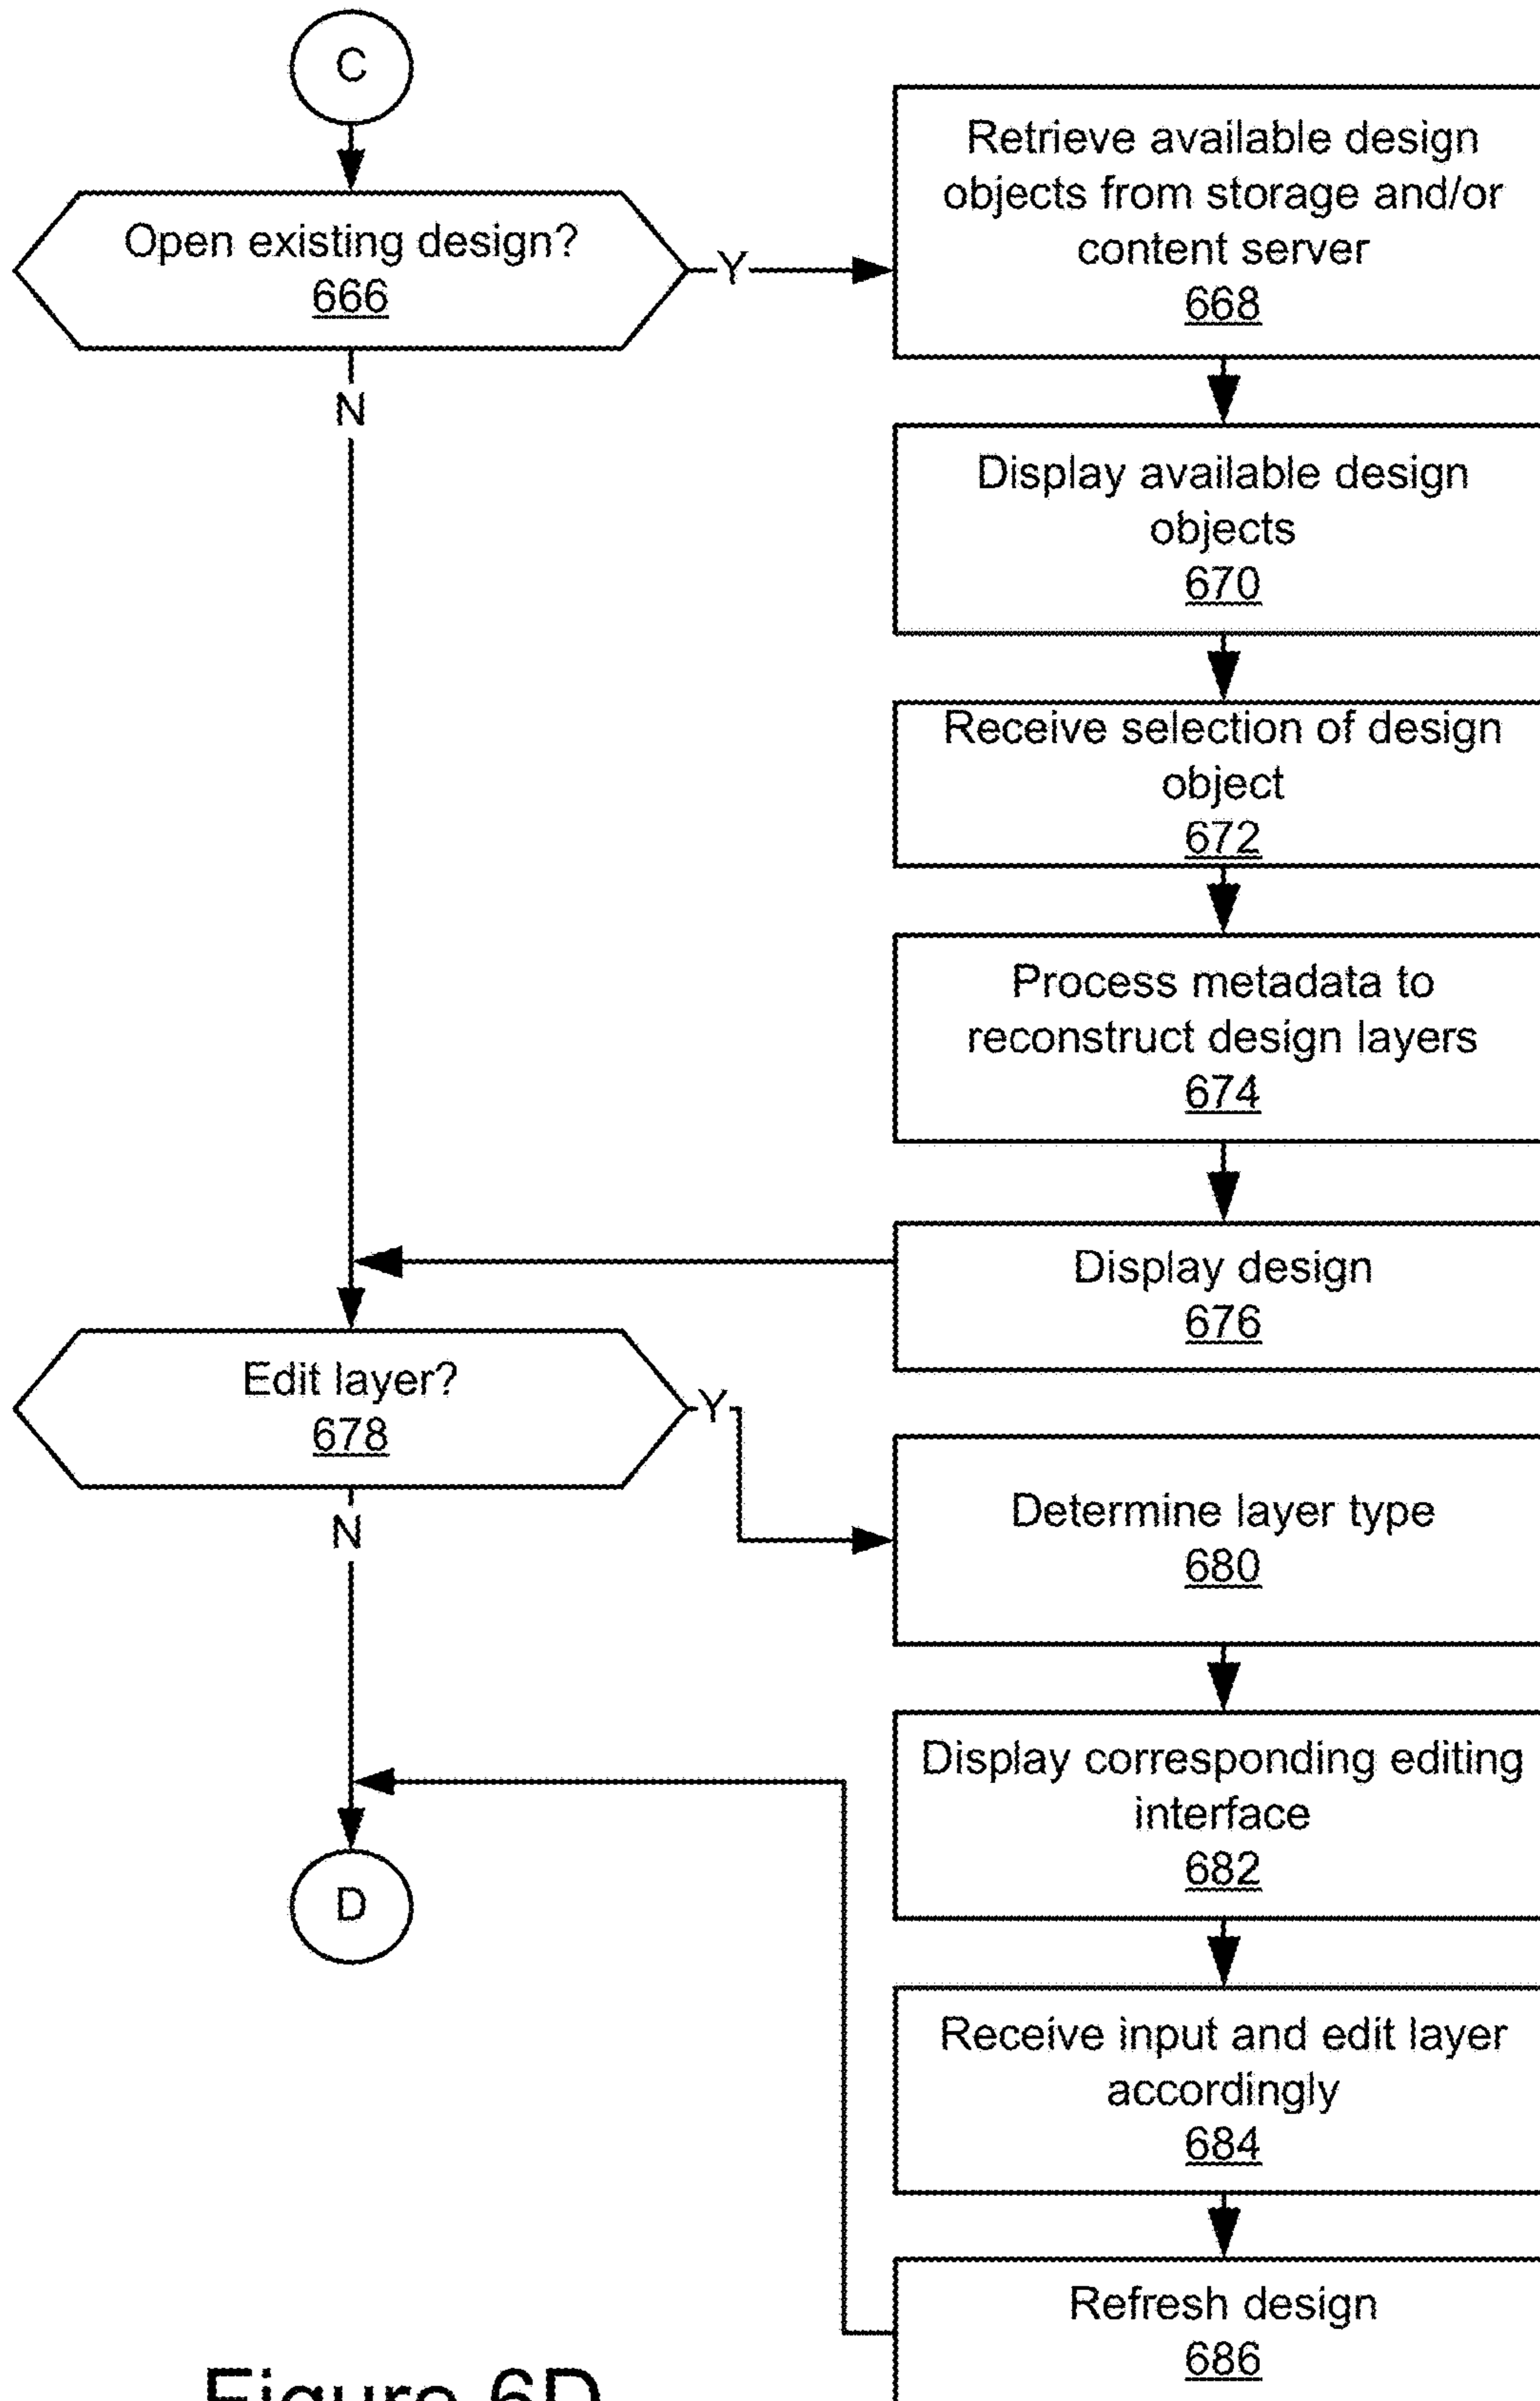 C
Open existing design?
666
Y
N
Retrieve available design
objects from storage and/or
content server
668
Display available design
objects
670
Receive selection of design
object
672
Process metadata to
reconstruct design layers
674
Display design
676
Edit layer?
678
Y
N
Determine layer type
680
Display corresponding editing
interface
682
D
Receive input and edit layer
accordingly
684
Refresh design
686
Figure 6D